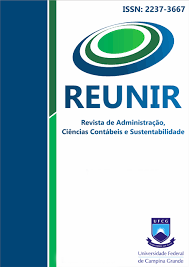 ISSN: 2237-3667
REUNIR
Revista de Administração,
Ciências Contábeis e Sustentabilidade
UFCG
Universidade Federal
de Campina Grande